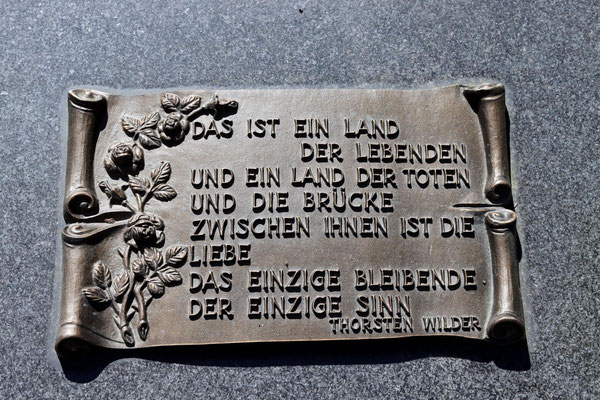 DAS IST EIN LAND
DER LEBENDEN
UND EIN LAND DER TOTEN
UND DIE BRÜCKE
ZWISCHEN IHNEN IST DIE
LIEBE
DAS EINZIGE BLEIBENDE
DER EINZIGE SINN
THORSTEN WILDER